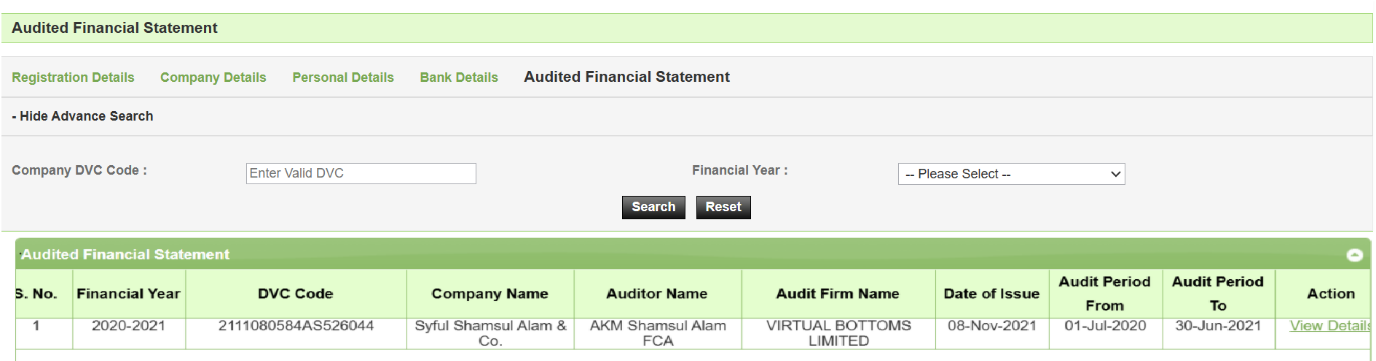 Audited Financial Statement
Registration Details Company Details Personal Details Bank Details Audited Financial Statement
- Hide Advance Search
Company DVC Code : Enter Valid DVC Financial Year : -- Please Select --
Search Reset
Audited Financial Statement
S. No. Financial Year DVC Code Company Name Auditor Name Audit Firm Name Date of Issue Audit Period From Audit Period To Action
1 2020-2021 2111080584AS526044 Syful Shamsul Alam & Co. AKM Shamsul Alam FCA VIRTUAL BOTTOMS LIMITED 08-Nov-2021 01-Jul-2020 30-Jun-2021 View Details